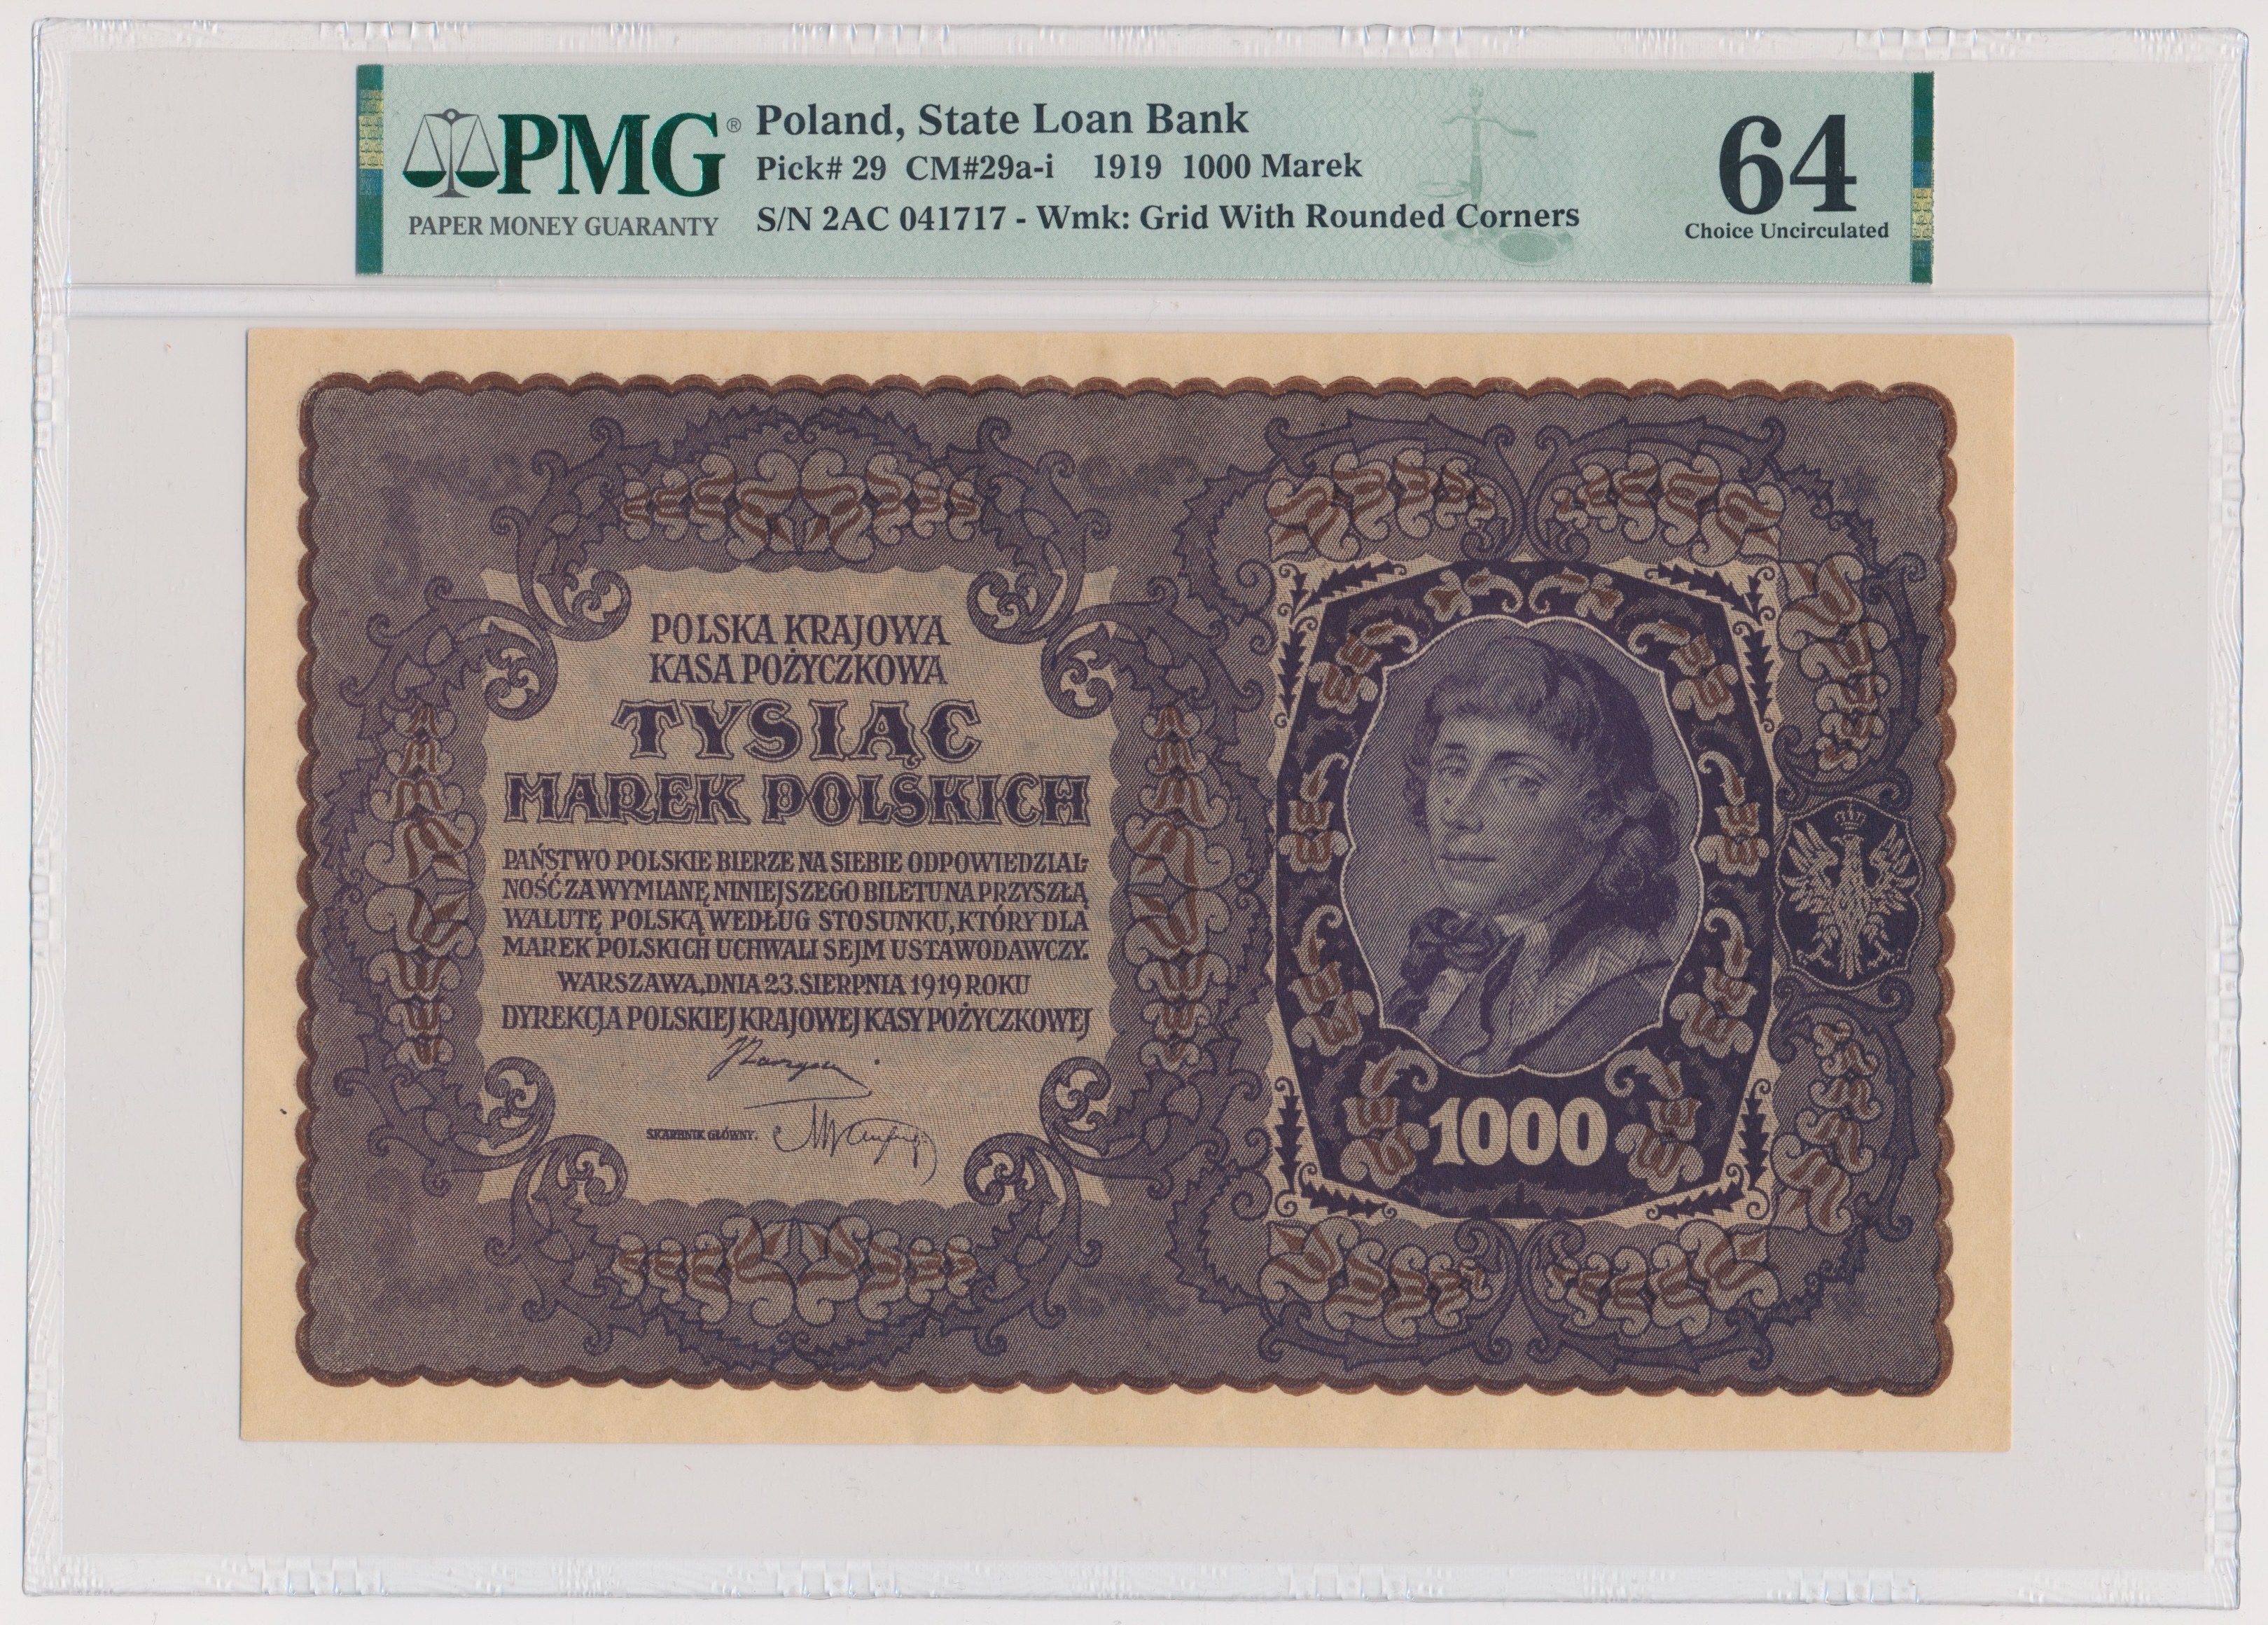 PMG®
PAPER MONEY GUARANTY
Poland, State Loan Bank
Pick# 29 CM#29a-i 1919 1000 Marek
S/N 2AC 041717 - Wmk: Grid With Rounded Corners
64
Choice Uncirculated
POLSKA KRAJOWA
KASA POŻYCZKOWA
TYSIĄC
MAREK POLSKICH
PAŃSTWO POLSKIE BIERZE NA SIEBIE ODPOWIEDZIAL-
NOŚĆ ZA WYMIANĘ NINIEJSZEGO BILETU NA PRZYSZŁĄ
WALUTĘ POLSKĄ WEDŁUG STOSUNKU, KTÓRY DLA
MAREK POLSKICH UCHWALI SEJM USTAWODAWCZY.
WARSZAWA, DNIA 23. SIERPNIA 1919 ROKU
DYREKCJA POLSKIEJ KRAJOWEJ KASY POŻYCZKOWEJ
SKARBNIK GŁÓWNY.
1000